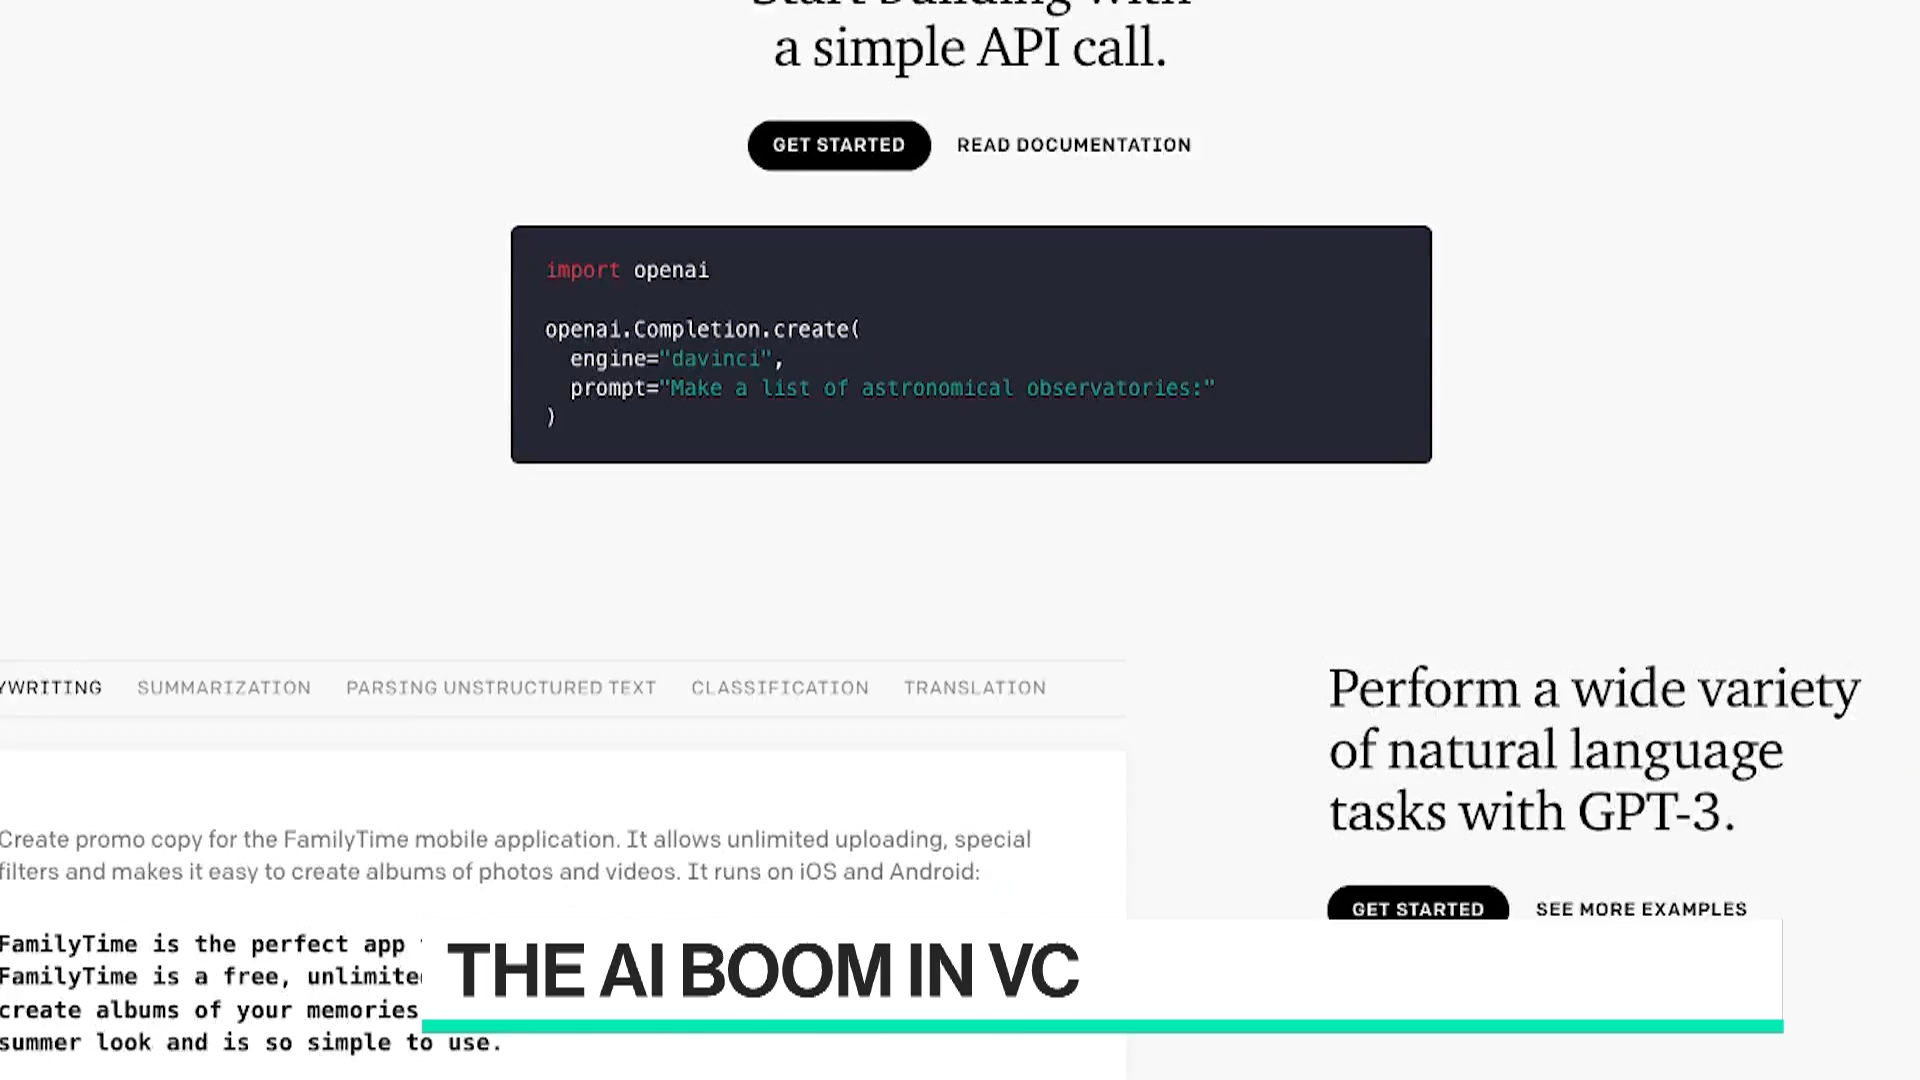 Start building with
a simple API call.
GET STARTED READ DOCUMENTATION
import openai
openai.Completion.create(
engine="davinci",
prompt="Make a list of astronomical observatories:"
)
YWRITING SUMMARIZATION PARSING UNSTRUCTURED TEXT CLASSIFICATION TRANSLATION
Create promo copy for the FamilyTime mobile application. It allows unlimited uploading, special
filters and makes it easy to create albums of photos and videos. It runs on iOS and Android:
FamilyTime is the perfect app
FamilyTime is a free, unlimite
create albums of your memories
summer look and is so simple to use.
Perform a wide variety
of natural language
tasks with GPT-3.
GET STARTED SEE MORE EXAMPLES
THE AI BOOM IN VC